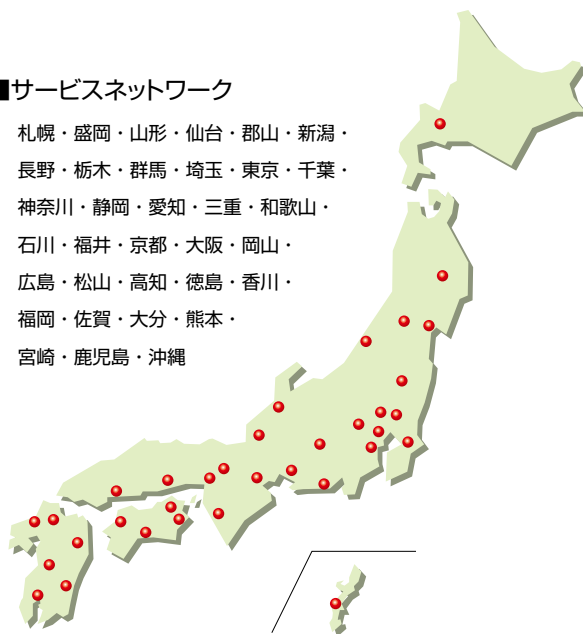 ■サービスネットワーク
札幌・盛岡・山形・仙台・郡山・新潟・
長野・栃木・群馬・埼玉・東京・千葉・
神奈川・静岡・愛知・三重・和歌山・
石川・福井・京都・大阪・岡山・
広島・松山・高知・徳島・香川・
福岡・佐賀・大分・熊本・
宮崎・鹿児島・沖縄